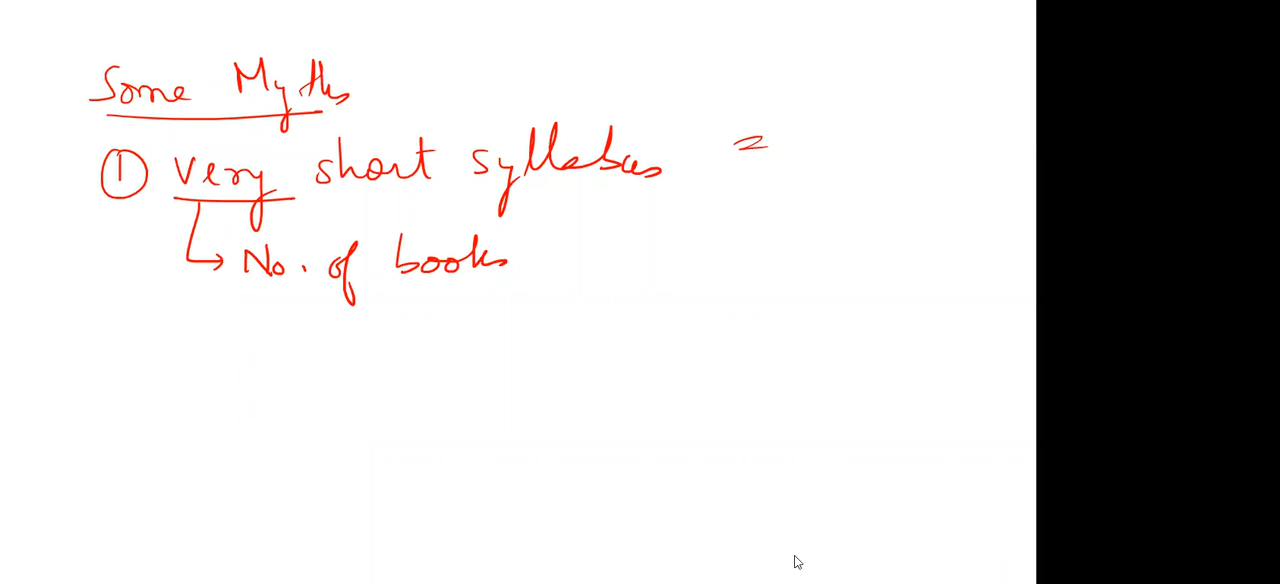 Some Myths
① Very short syllabus =
↳ No. of books